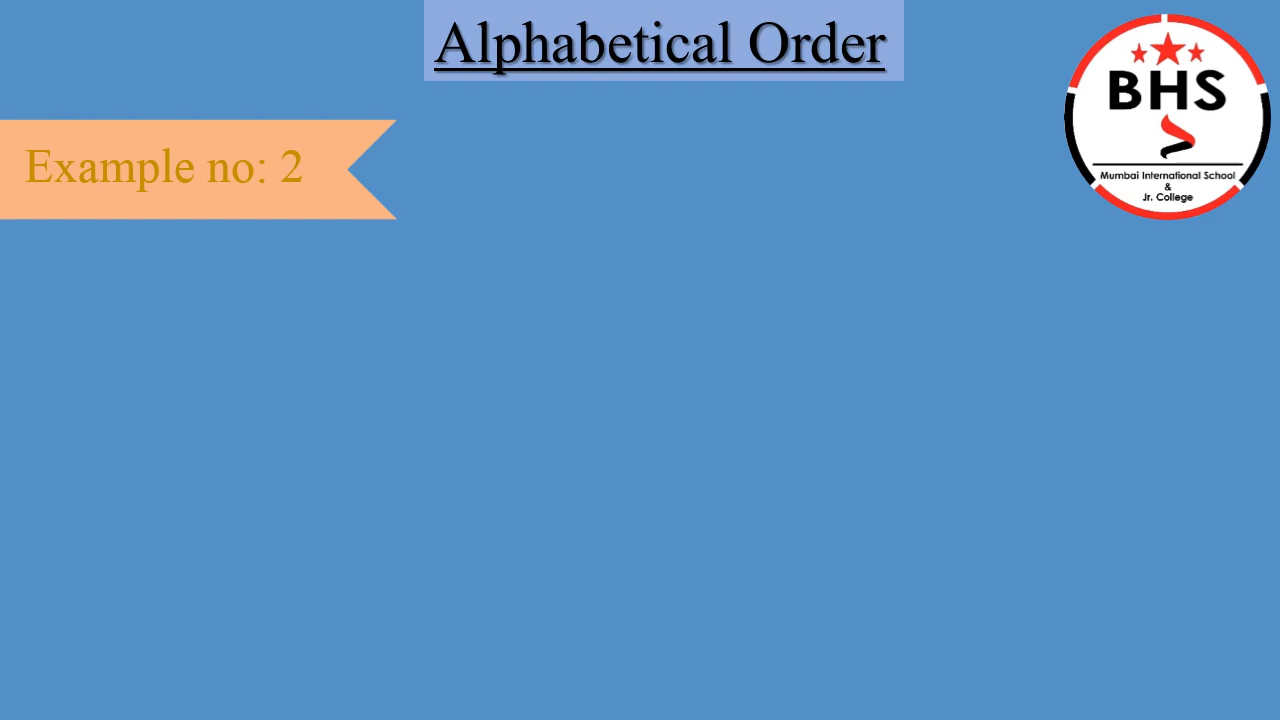 Alphabetical Order
Example no: 2
BHS
Mumbai International School
&
Jr. College